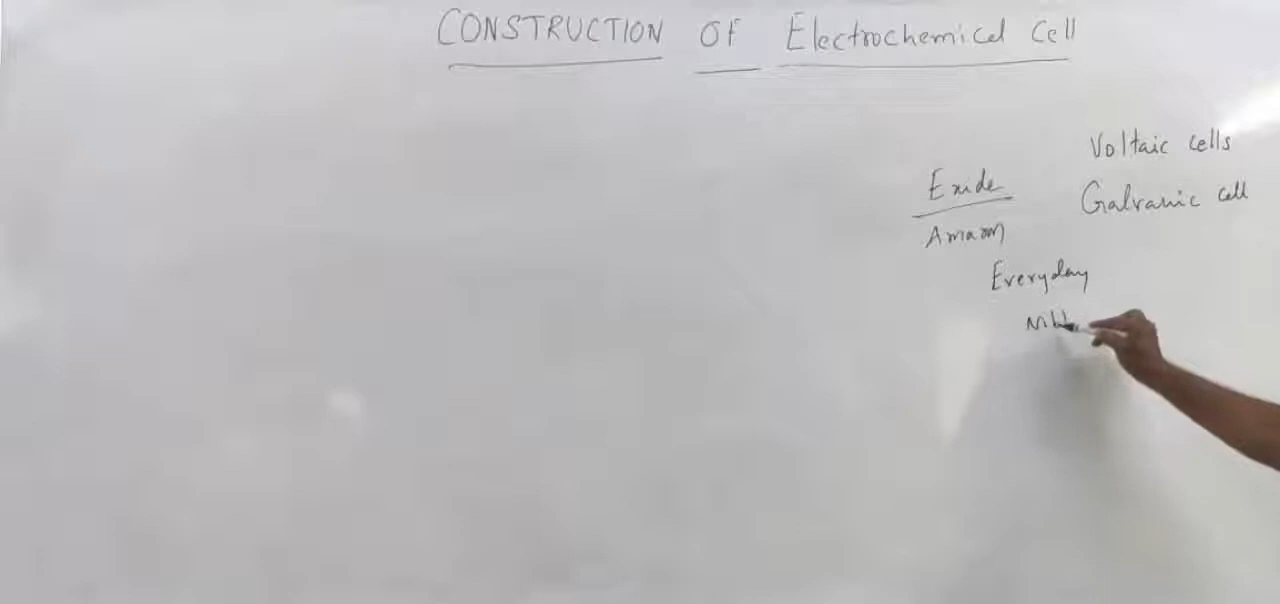 CONSTRUCTION OF Electrochemical Cell
Voltaic cells
Exide
Galvanic cell
Amaron
Everyday